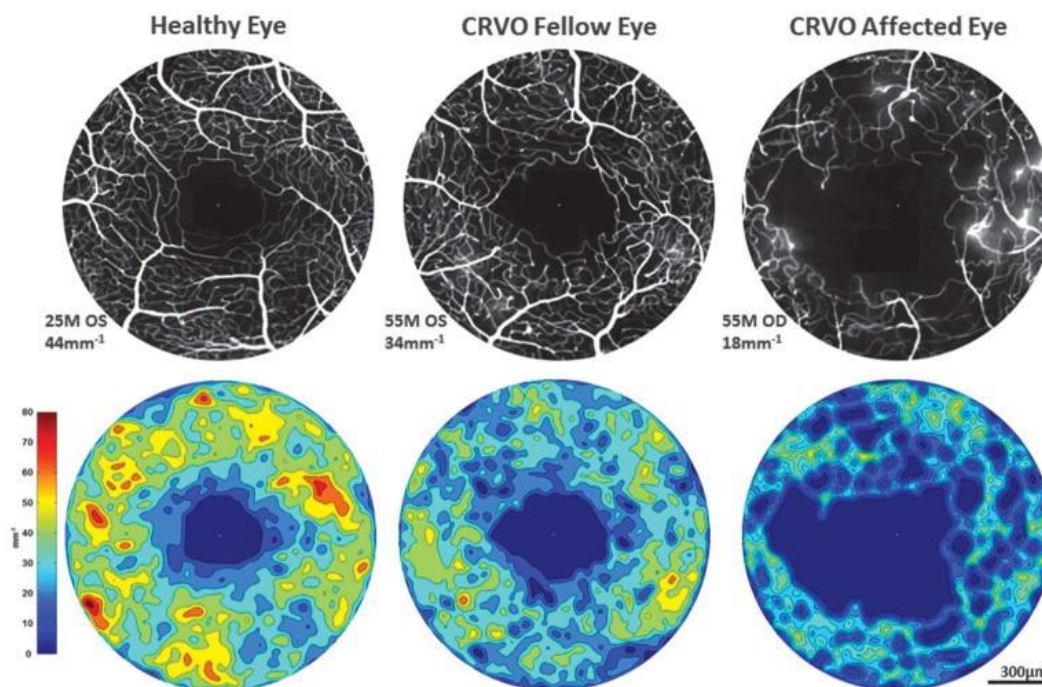 Healthy Eye
CRVO Fellow Eye
CRVO Affected Eye
25M OS
44mm⁻¹
55M OS
34mm⁻¹
55M OD
18mm⁻¹
80
70
60
50
40
30
20
10
0
mm⁻¹
300µm